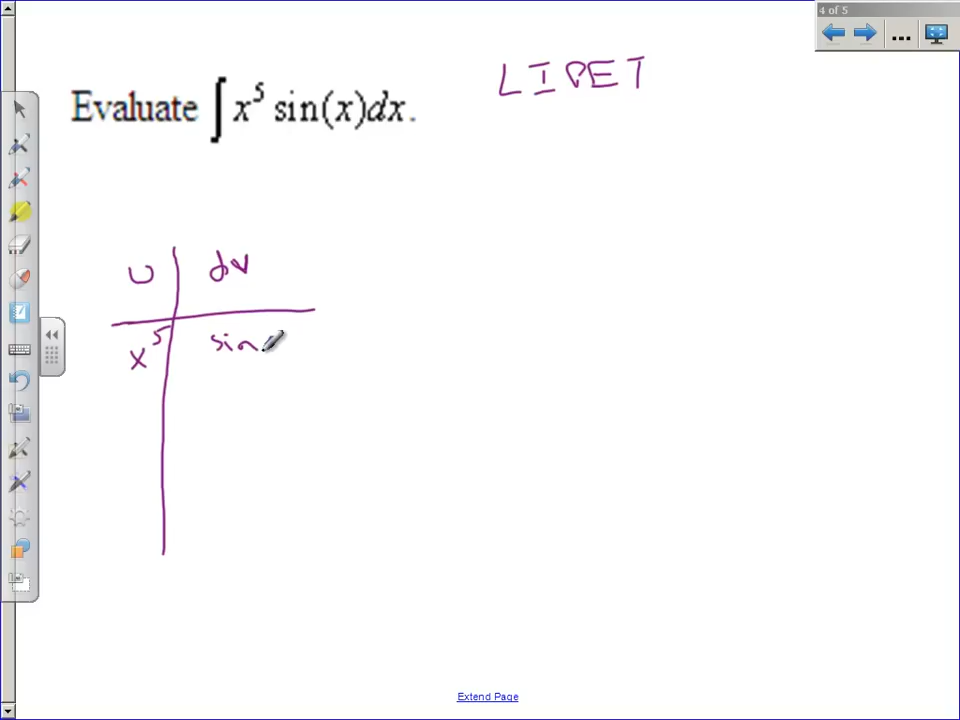 4 of 5
LIPET
Evaluate ∫ x⁵ sin(x)dx.
u dv
x⁵ sin
Extend Page